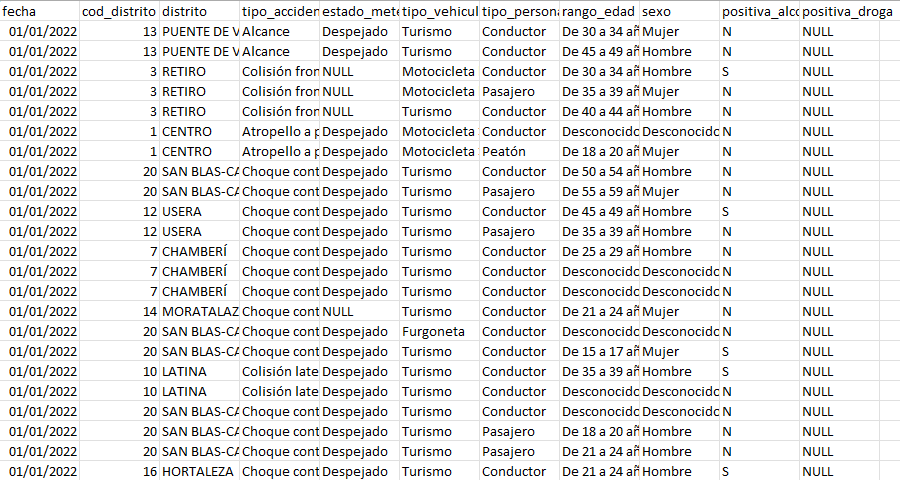 fecha cod_distrito distrito tipo_acciden estado_mete tipo_vehicul tipo_persona rango_edad sexo positiva_alco positiva_droga
01/01/2022 13 PUENTE DE V Alcance Despejado Turismo Conductor De 30 a 34 añ Mujer N NULL
01/01/2022 13 PUENTE DE V Alcance Despejado Turismo Conductor De 45 a 49 añ Hombre N NULL
01/01/2022 3 RETIRO Colisión fron NULL Motocicleta Conductor De 30 a 34 añ Hombre S NULL
01/01/2022 3 RETIRO Colisión fron NULL Motocicleta Pasajero De 35 a 39 añ Mujer N NULL
01/01/2022 3 RETIRO Colisión fron NULL Turismo Conductor De 40 a 44 añ Hombre N NULL
01/01/2022 1 CENTRO Atropello a p Despejado Motocicleta Conductor Desconocido Desconocido N NULL
01/01/2022 1 CENTRO Atropello a p Despejado Motocicleta Peatón De 18 a 20 añ Mujer N NULL
01/01/2022 20 SAN BLAS-CA Choque cont Despejado Turismo Conductor De 50 a 54 añ Hombre N NULL
01/01/2022 20 SAN BLAS-CA Choque cont Despejado Turismo Pasajero De 55 a 59 añ Mujer N NULL
01/01/2022 12 USERA Choque cont Despejado Turismo Conductor De 45 a 49 añ Hombre S NULL
01/01/2022 12 USERA Choque cont Despejado Turismo Pasajero De 35 a 39 añ Hombre N NULL
01/01/2022 7 CHAMBERÍ Choque cont Despejado Turismo Conductor De 25 a 29 añ Hombre N NULL
01/01/2022 7 CHAMBERÍ Choque cont Despejado Turismo Conductor Desconocido Desconocido N NULL
01/01/2022 7 CHAMBERÍ Choque cont Despejado Turismo Conductor Desconocido Desconocido N NULL
01/01/2022 14 MORATALAZ Choque cont NULL Turismo Conductor De 21 a 24 añ Mujer N NULL
01/01/2022 20 SAN BLAS-CA Choque cont Despejado Furgoneta Conductor Desconocido Desconocido N NULL
01/01/2022 20 SAN BLAS-CA Choque cont Despejado Turismo Conductor De 15 a 17 añ Mujer S NULL
01/01/2022 10 LATINA Colisión late Despejado Turismo Conductor De 35 a 39 añ Hombre S NULL
01/01/2022 10 LATINA Colisión late Despejado Turismo Conductor Desconocido Desconocido N NULL
01/01/2022 20 SAN BLAS-CA Choque cont Despejado Turismo Conductor Desconocido Desconocido N NULL
01/01/2022 20 SAN BLAS-CA Choque cont Despejado Turismo Pasajero De 18 a 20 añ Hombre N NULL
01/01/2022 20 SAN BLAS-CA Choque cont Despejado Turismo Pasajero De 21 a 24 añ Hombre N NULL
01/01/2022 16 HORTALEZA Choque cont Despejado Turismo Conductor De 21 a 24 añ Hombre S NULL